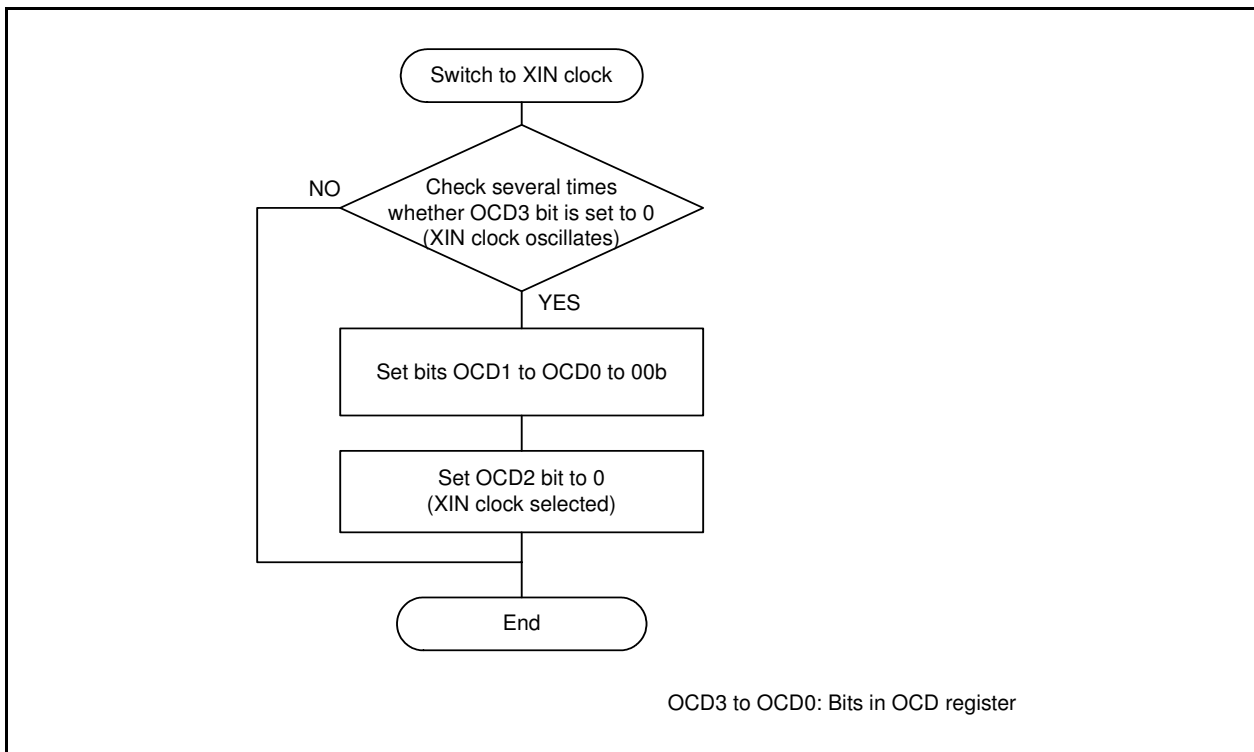 Switch to XIN clock
NO
Check several times
whether OCD3 bit is set to 0
(XIN clock oscillates)
YES
Set bits OCD1 to OCD0 to 00b
Set OCD2 bit to 0
(XIN clock selected)
End
OCD3 to OCD0: Bits in OCD register